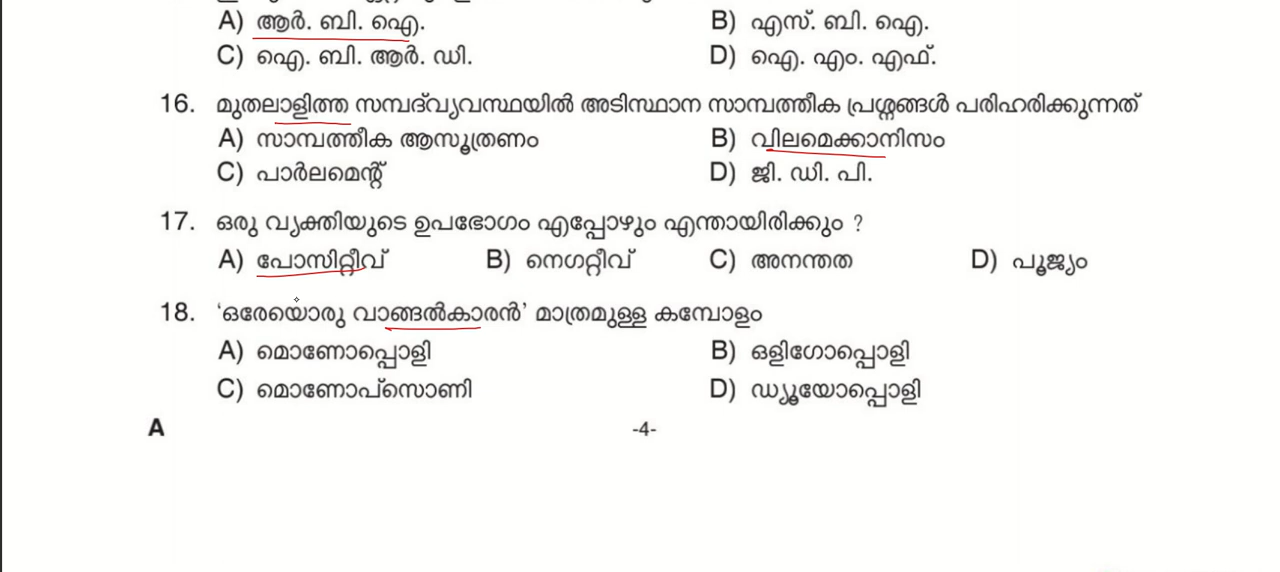 A) ആർ. ബി. ഐ. B) എസ്. ബി. ഐ.
C) ഐ. ബി. ആർ. ഡി. D) ഐ. എം. എഫ്.
16. മുതലാളിത്ത സമ്പദ്‌വ്യവസ്ഥയിൽ അടിസ്ഥാന സാമ്പത്തീക പ്രശ്നങ്ങൾ പരിഹരിക്കുന്നത്
A) സാമ്പത്തീക ആസൂത്രണം B) വിലമെക്കാനിസം
C) പാർലമെന്റ് D) ജി. ഡി. പി.
17. ഒരു വ്യക്തിയുടെ ഉപഭോഗം എപ്പോഴും എന്തായിരിക്കും ?
A) പോസിറ്റീവ് B) നെഗറ്റീവ് C) അനന്തത D) പൂജ്യം
18. ‘ഒരേയൊരു വാങ്ങൽകാരൻ’ മാത്രമുള്ള കമ്പോളം
A) മൊണോപ്പൊളി B) ഒളിഗോപ്പൊളി
C) മൊണോപ്സൊണി D) ഡ്യൂയോപ്പൊളി
A -4-